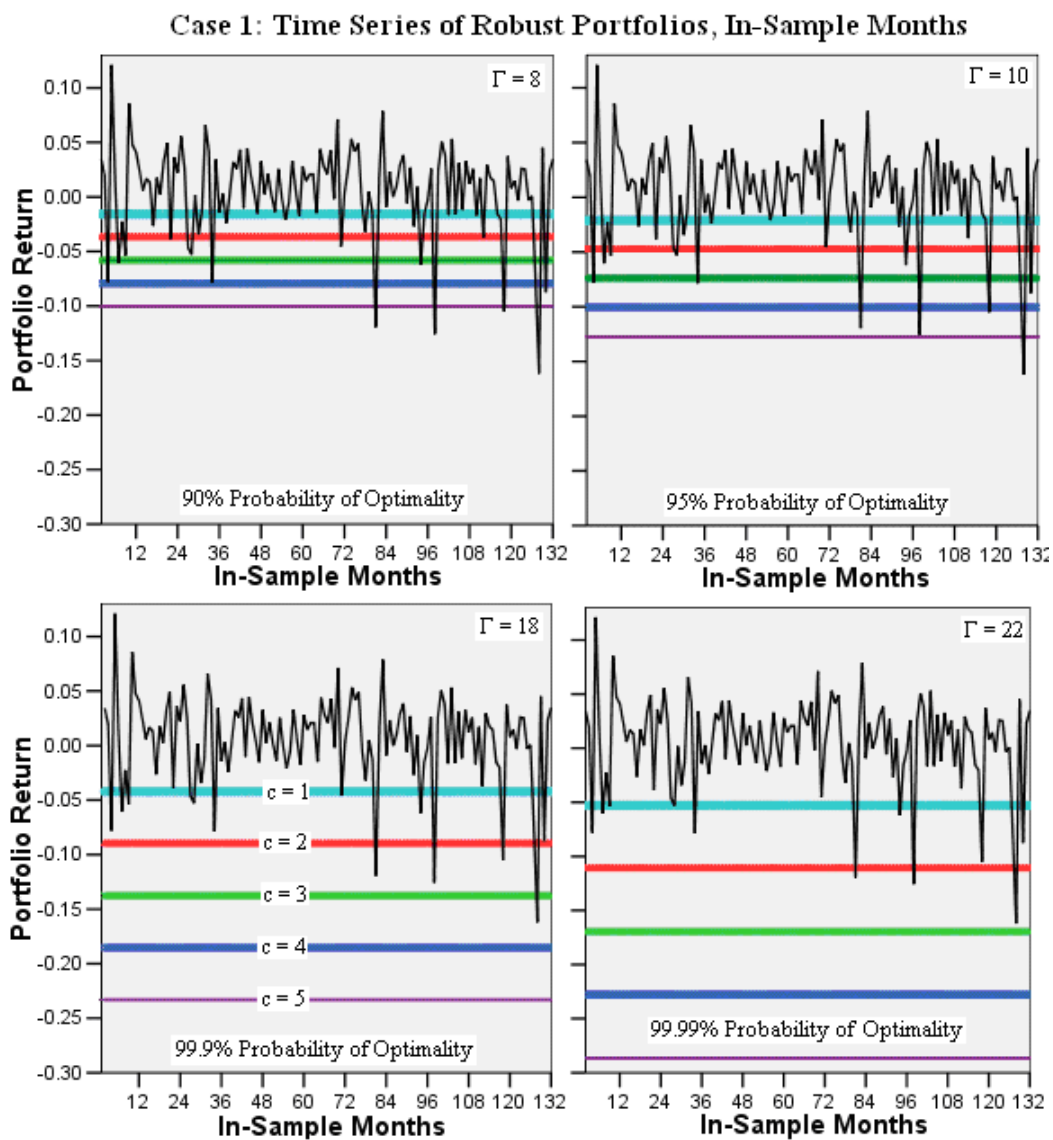 Case 1: Time Series of Robust Portfolios, In-Sample Months
Γ = 8
Γ = 10
0.10
0.05
0.00
-0.05
-0.10
-0.15
-0.20
-0.25
-0.30
Portfolio Return
90% Probability of Optimality
95% Probability of Optimality
12 24 36 48 60 72 84 96 108 120 132
12 24 36 48 60 72 84 96 108 120 132
In-Sample Months
In-Sample Months
Γ = 18
Γ = 22
0.10
0.05
0.00
-0.05
-0.10
-0.15
-0.20
-0.25
-0.30
Portfolio Return
c = 1
c = 2
c = 3
c = 4
c = 5
99.9% Probability of Optimality
99.99% Probability of Optimality
12 24 36 48 60 72 84 96 108 120 132
12 24 36 48 60 72 84 96 108 120 132
In-Sample Months
In-Sample Months